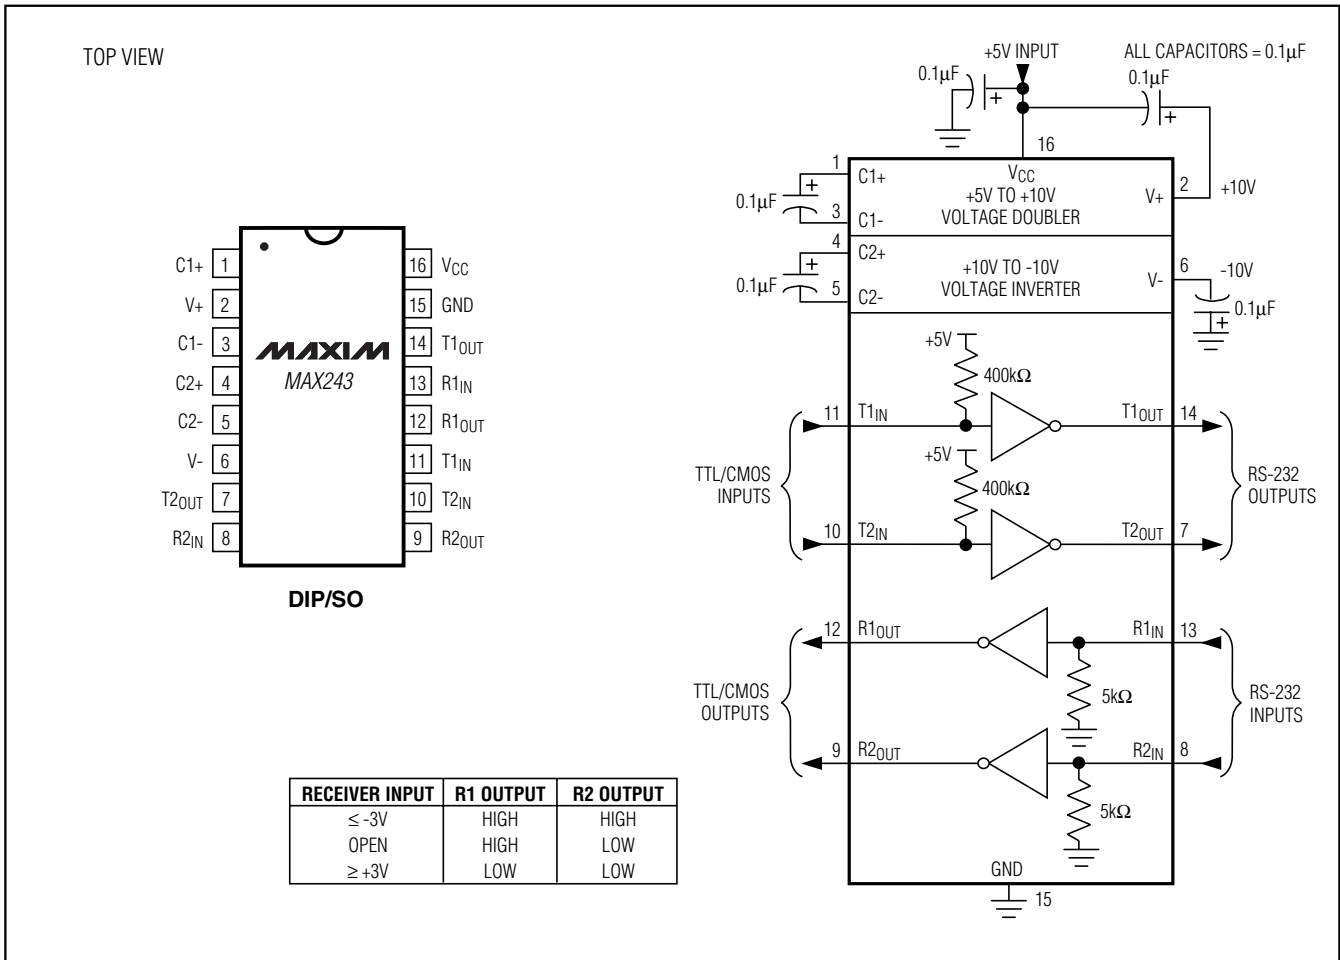 TOP VIEW
C1+ 1
V+ 2
C1- 3
C2+ 4
C2- 5
V- 6
T2OUT 7
R2IN 8
MAXIM
MAX243
16 VCC
15 GND
14 T1OUT
13 R1IN
12 R1OUT
11 T1IN
10 T2IN
9 R2OUT
DIP/SO
RECEIVER INPUT R1 OUTPUT R2 OUTPUT
≤ -3V HIGH HIGH
OPEN HIGH LOW
≥ +3V LOW LOW
+5V INPUT
ALL CAPACITORS = 0.1µF
0.1µF
+
0.1µF
+
16
VCC
+5V TO +10V
VOLTAGE DOUBLER
1
C1+
+
0.1µF
3
C1-
V+
2
+10V
4
C2+
+
0.1µF
5
C2-
+10V TO -10V
VOLTAGE INVERTER
V-
6
-10V
0.1µF
+
+5V
400kΩ
11 T1IN
T1OUT 14
+5V
400kΩ
TTL/CMOS
INPUTS
RS-232
OUTPUTS
10 T2IN
T2OUT 7
12 R1OUT
R1IN 13
5kΩ
TTL/CMOS
OUTPUTS
RS-232
INPUTS
9 R2OUT
R2IN 8
5kΩ
GND
15